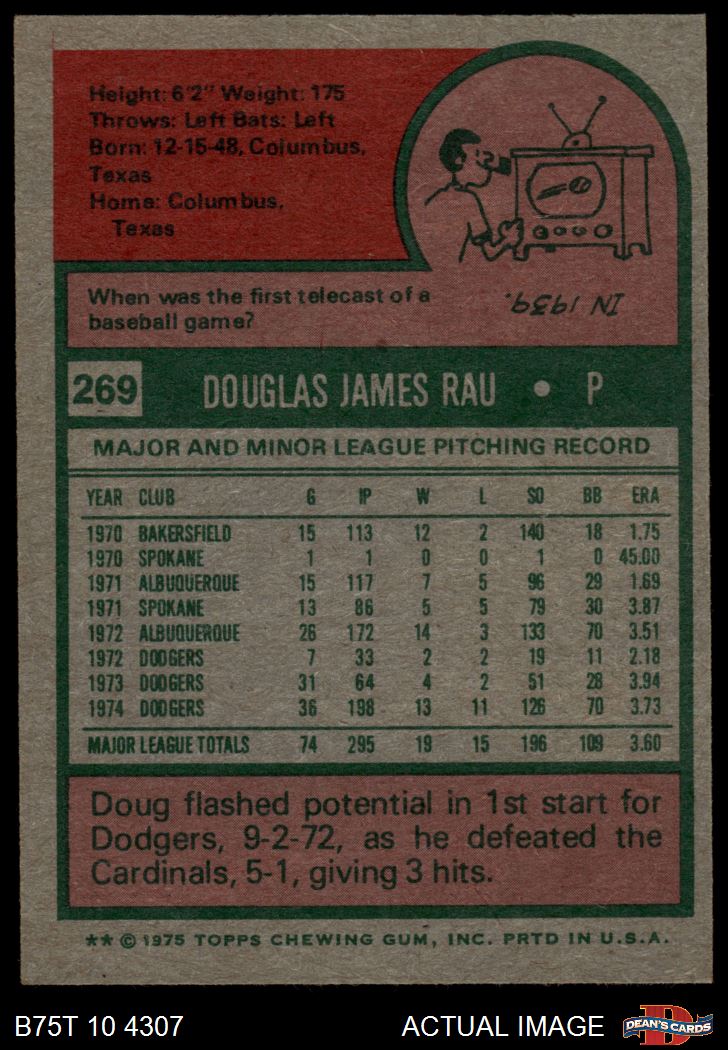 Height: 6'2" Weight: 175
Throws: Left Bats: Left
Born: 12-15-48, Columbus,
Texas
Home: Columbus,
Texas
When was the first telecast of a
baseball game?
IN 1939.
269 DOUGLAS JAMES RAU • P
MAJOR AND MINOR LEAGUE PITCHING RECORD
YEAR CLUB G IP W L SO BB ERA
1970 BAKERSFIELD 15 113 12 2 140 18 1.75
1970 SPOKANE 1 1 0 0 1 0 45.00
1971 ALBUQUERQUE 15 117 7 5 96 29 1.69
1971 SPOKANE 13 86 5 5 79 30 3.87
1972 ALBUQUERQUE 26 172 14 3 133 70 3.51
1972 DODGERS 7 33 2 2 19 11 2.18
1973 DODGERS 31 64 4 2 51 28 3.94
1974 DODGERS 36 198 13 11 126 70 3.73
MAJOR LEAGUE TOTALS 74 295 19 15 196 109 3.60
Doug flashed potential in 1st start for
Dodgers, 9-2-72, as he defeated the
Cardinals, 5-1, giving 3 hits.
** © 1975 TOPPS CHEWING GUM, INC. PRTD IN U.S.A.
B75T 10 4307 ACTUAL IMAGE D DEAN'S CARDS